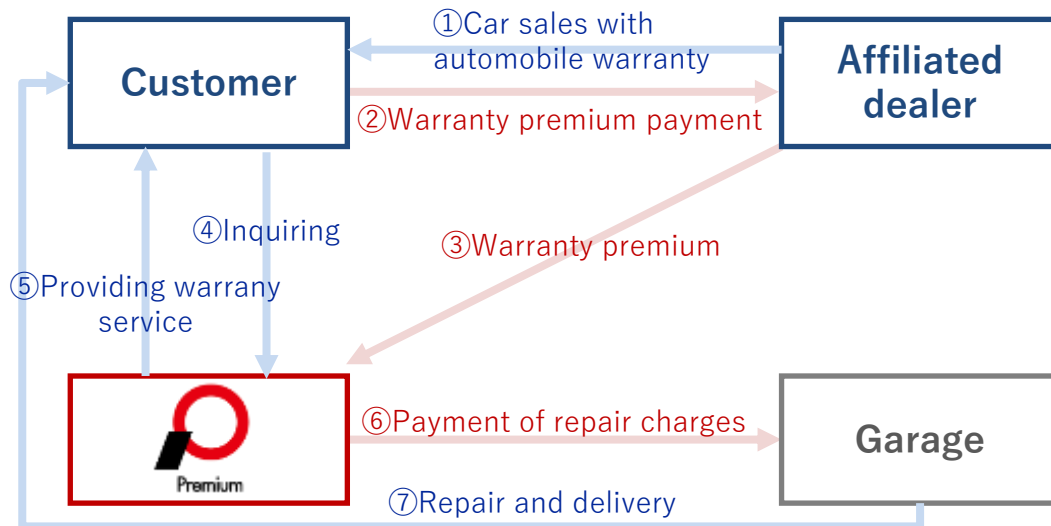 ①Car sales with
automobile warranty
Customer
Affiliated
dealer
②Warranty premium payment
④Inquiring
③Warranty premium
⑤Providing warrany
service
Premium
⑥Payment of repair charges
Garage
⑦Repair and delivery